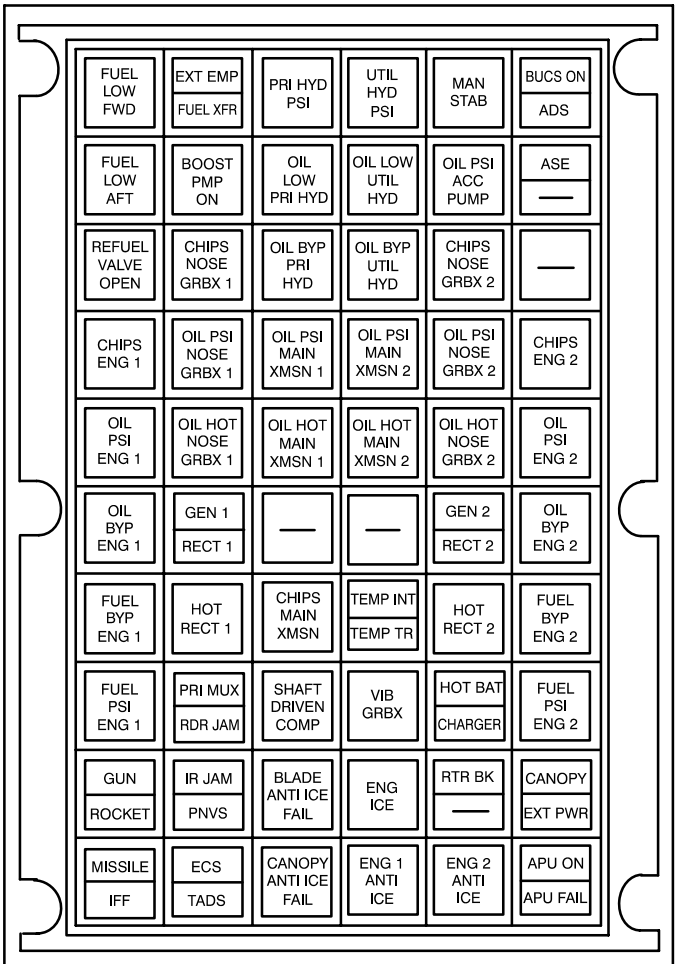 FUEL
LOW
FWD
EXT EMP
FUEL XFR
PRI HYD
PSI
UTIL
HYD
PSI
MAN
STAB
BUCS ON
ADS
FUEL
LOW
AFT
BOOST
PMP
ON
OIL
LOW
PRI HYD
OIL LOW
UTIL
HYD
OIL PSI
ACC
PUMP
ASE
—
REFUEL
VALVE
OPEN
CHIPS
NOSE
GRBX 1
OIL BYP
PRI
HYD
OIL BYP
UTIL
HYD
CHIPS
NOSE
GRBX 2
—
CHIPS
ENG 1
OIL PSI
NOSE
GRBX 1
OIL PSI
MAIN
XMSN 1
OIL PSI
MAIN
XMSN 2
OIL PSI
NOSE
GRBX 2
CHIPS
ENG 2
OIL
PSI
ENG 1
OIL HOT
NOSE
GRBX 1
OIL HOT
MAIN
XMSN 1
OIL HOT
MAIN
XMSN 2
OIL HOT
NOSE
GRBX 2
OIL
PSI
ENG 2
OIL
BYP
ENG 1
GEN 1
RECT 1
—
—
GEN 2
RECT 2
OIL
BYP
ENG 2
FUEL
BYP
ENG 1
HOT
RECT 1
CHIPS
MAIN
XMSN
TEMP INT
TEMP TR
HOT
RECT 2
FUEL
BYP
ENG 2
FUEL
PSI
ENG 1
PRI MUX
RDR JAM
SHAFT
DRIVEN
COMP
VIB
GRBX
HOT BAT
CHARGER
FUEL
PSI
ENG 2
GUN
ROCKET
IR JAM
PNVS
BLADE
ANTI ICE
FAIL
ENG
ICE
RTR BK
—
CANOPY
EXT PWR
MISSILE
IFF
ECS
TADS
CANOPY
ANTI ICE
FAIL
ENG 1
ANTI
ICE
ENG 2
ANTI
ICE
APU ON
APU FAIL